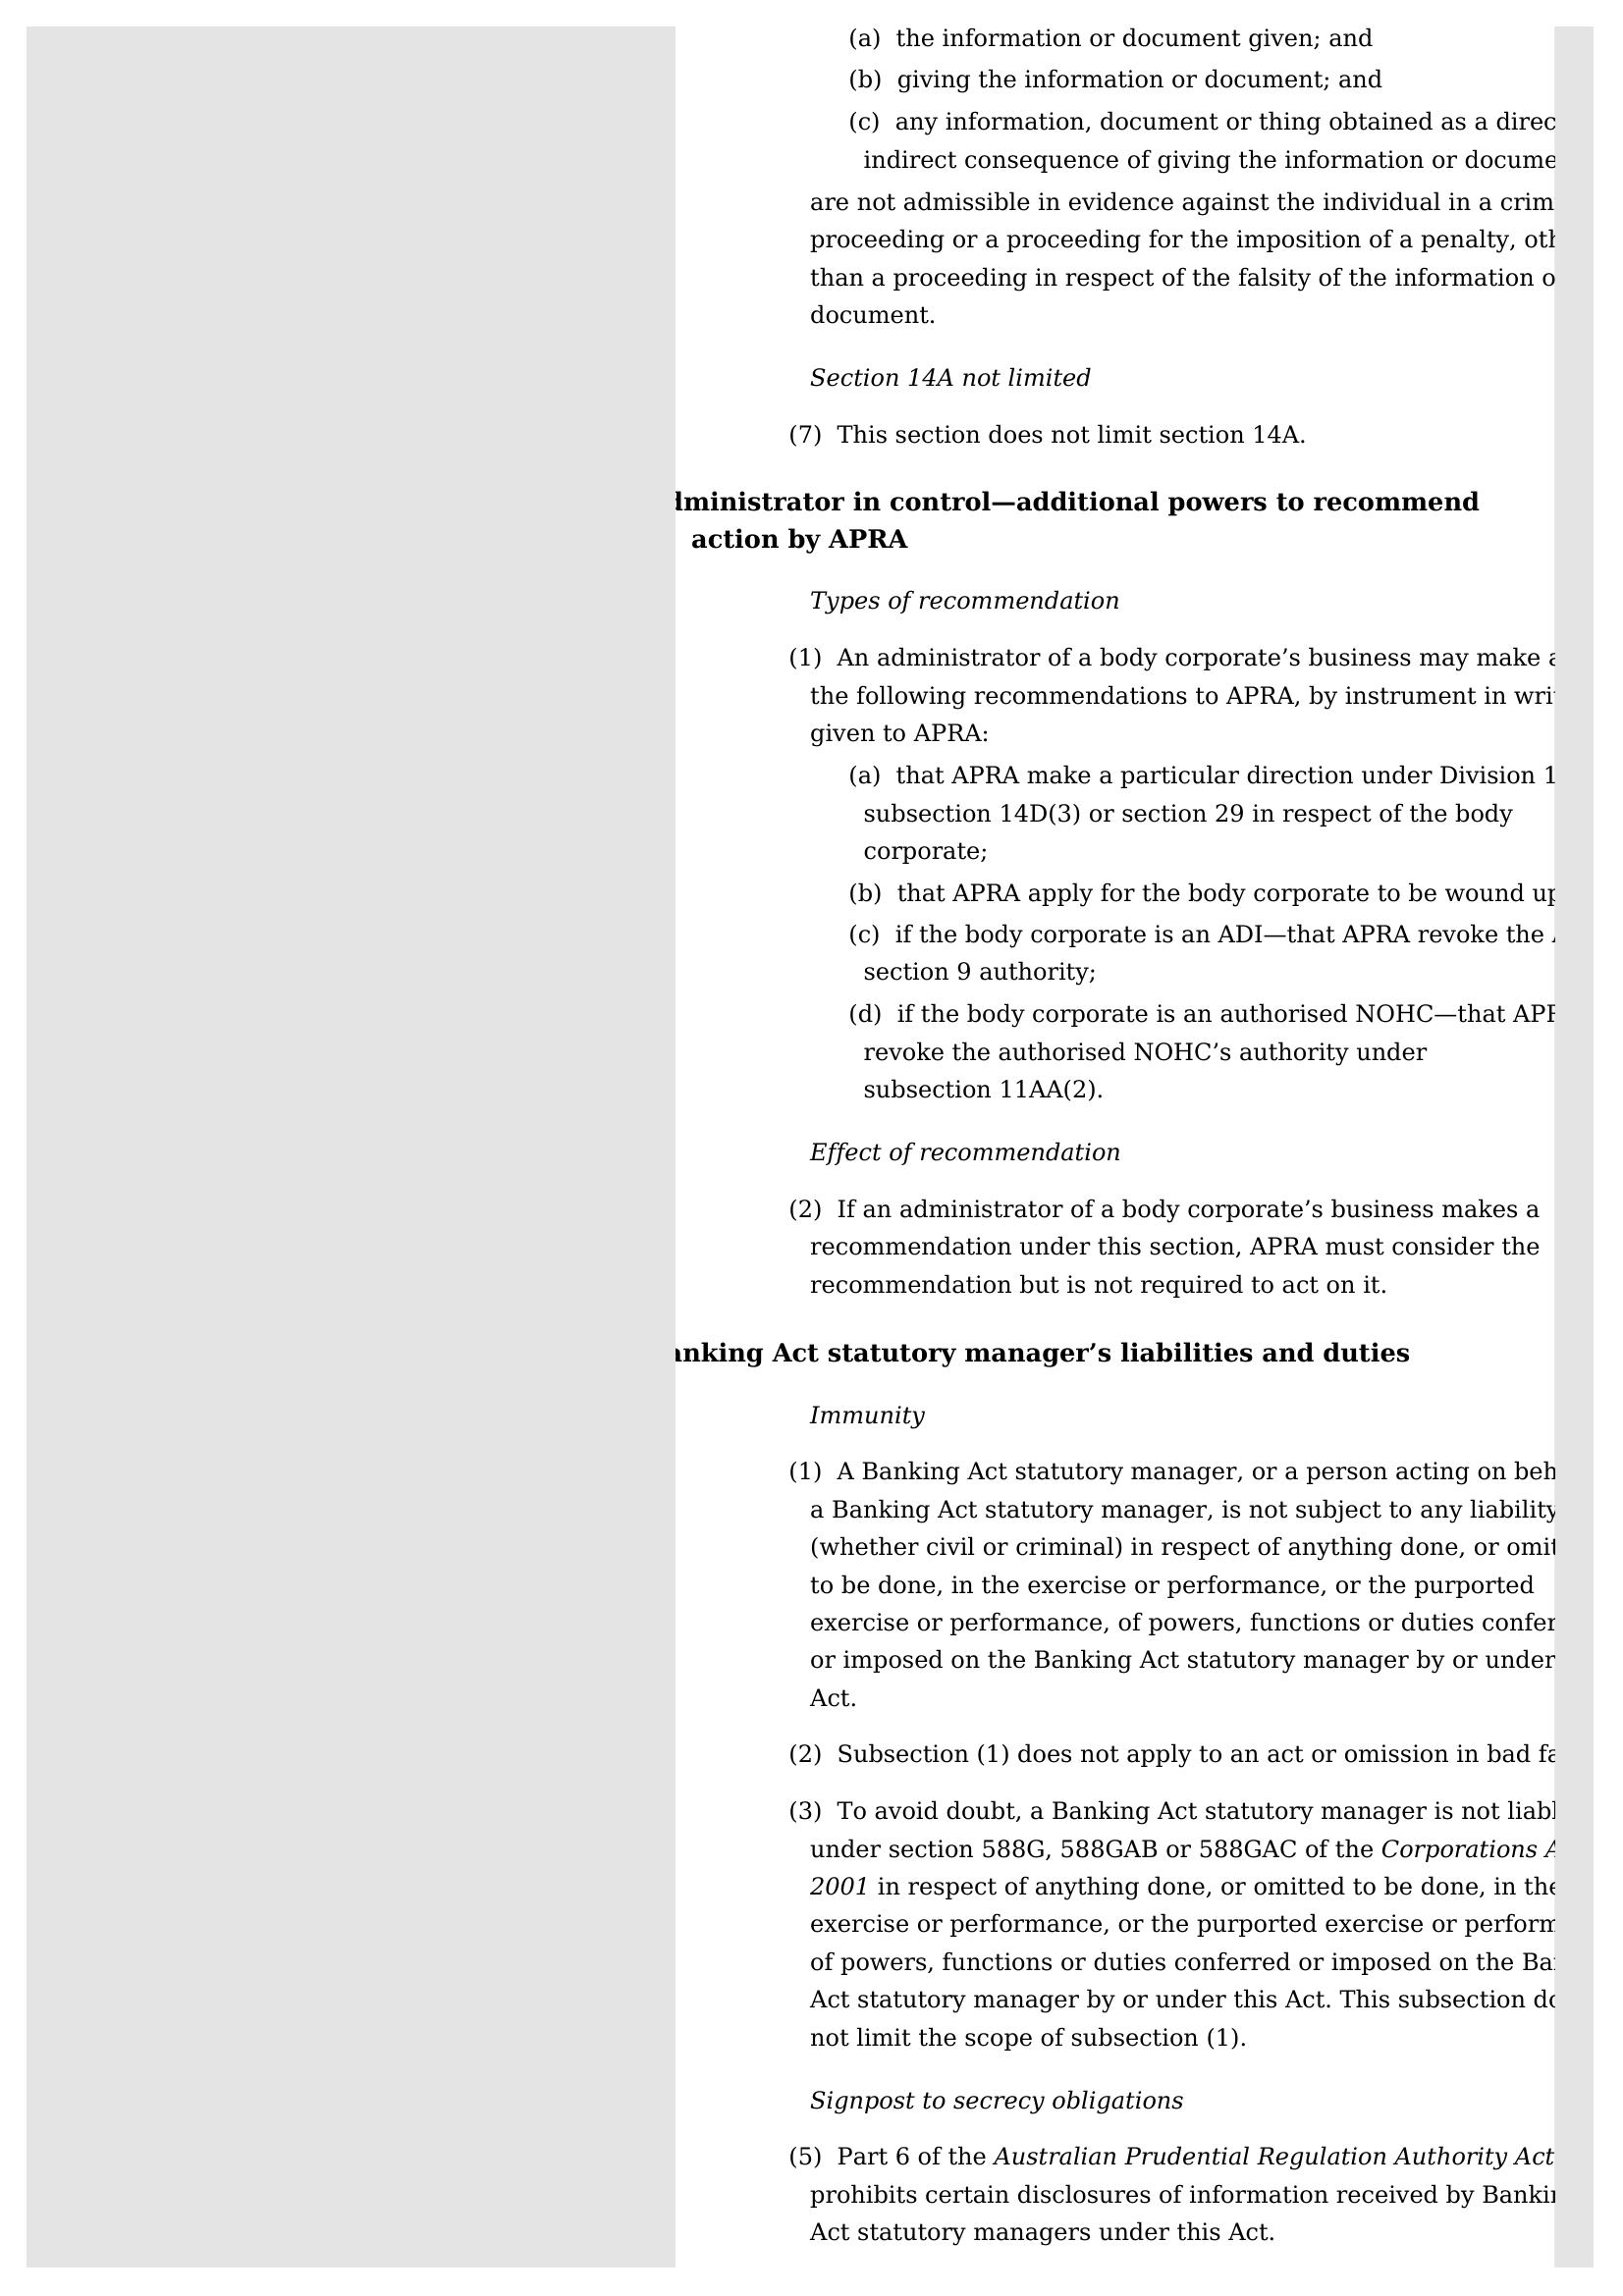 (a) the information or document given; and
(b) giving the information or document; and
(c) any information, document or thing obtained as a
indirect consequence of giving the information or
are not admissible in evidence against the individual in a
proceeding or a proceeding for the imposition of a penalty,
than a proceeding in respect of the falsity of the information
document.
Section 14A not limited
(7) This section does not limit section 14A.
in control—additional powers to recommend
action by APRA
Types of recommendation
(1) An administrator of a body corporate’s business may make
the following recommendations to APRA, by instrument in
given to APRA:
(a) that APRA make a particular direction under Division 1
subsection 14D(3) or section 29 in respect of the body
corporate;
(b) that APRA apply for the body corporate to be wound up
(c) if the body corporate is an ADI—that APRA revoke the
section 9 authority;
(d) if the body corporate is an authorised NOHC—that
revoke the authorised NOHC’s authority under
subsection 11AA(2).
Effect of recommendation
(2) If an administrator of a body corporate’s business makes a
recommendation under this section, APRA must consider the
recommendation but is not required to act on it.
Act statutory manager’s liabilities and duties
Immunity
(1) A Banking Act statutory manager, or a person acting on
a Banking Act statutory manager, is not subject to any liability
(whether civil or criminal) in respect of anything done, or
to be done, in the exercise or performance, or the purported
exercise or performance, of powers, functions or duties
or imposed on the Banking Act statutory manager by or under
Act.
(2) Subsection (1) does not apply to an act or omission in bad
(3) To avoid doubt, a Banking Act statutory manager is not
under section 588G, 588GAB or 588GAC of the Corporations
2001 in respect of anything done, or omitted to be done, in the
exercise or performance, or the purported exercise or
of powers, functions or duties conferred or imposed on the
Act statutory manager by or under this Act. This subsection
not limit the scope of subsection (1).
Signpost to secrecy obligations
(5) Part 6 of the Australian Prudential Regulation Authority Act
prohibits certain disclosures of information received by
Act statutory managers under this Act.